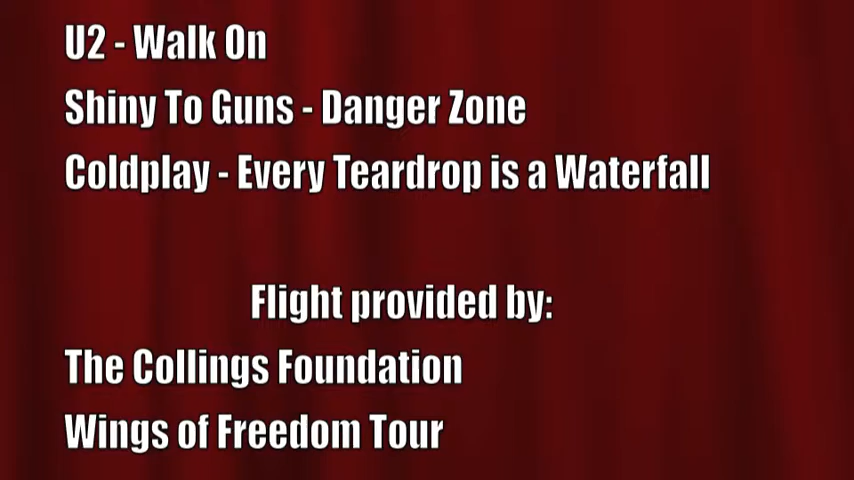 U2 - Walk On
Shiny To Guns - Danger Zone
Coldplay - Every Teardrop is a Waterfall
Flight provided by:
The Collings Foundation
Wings of Freedom Tour